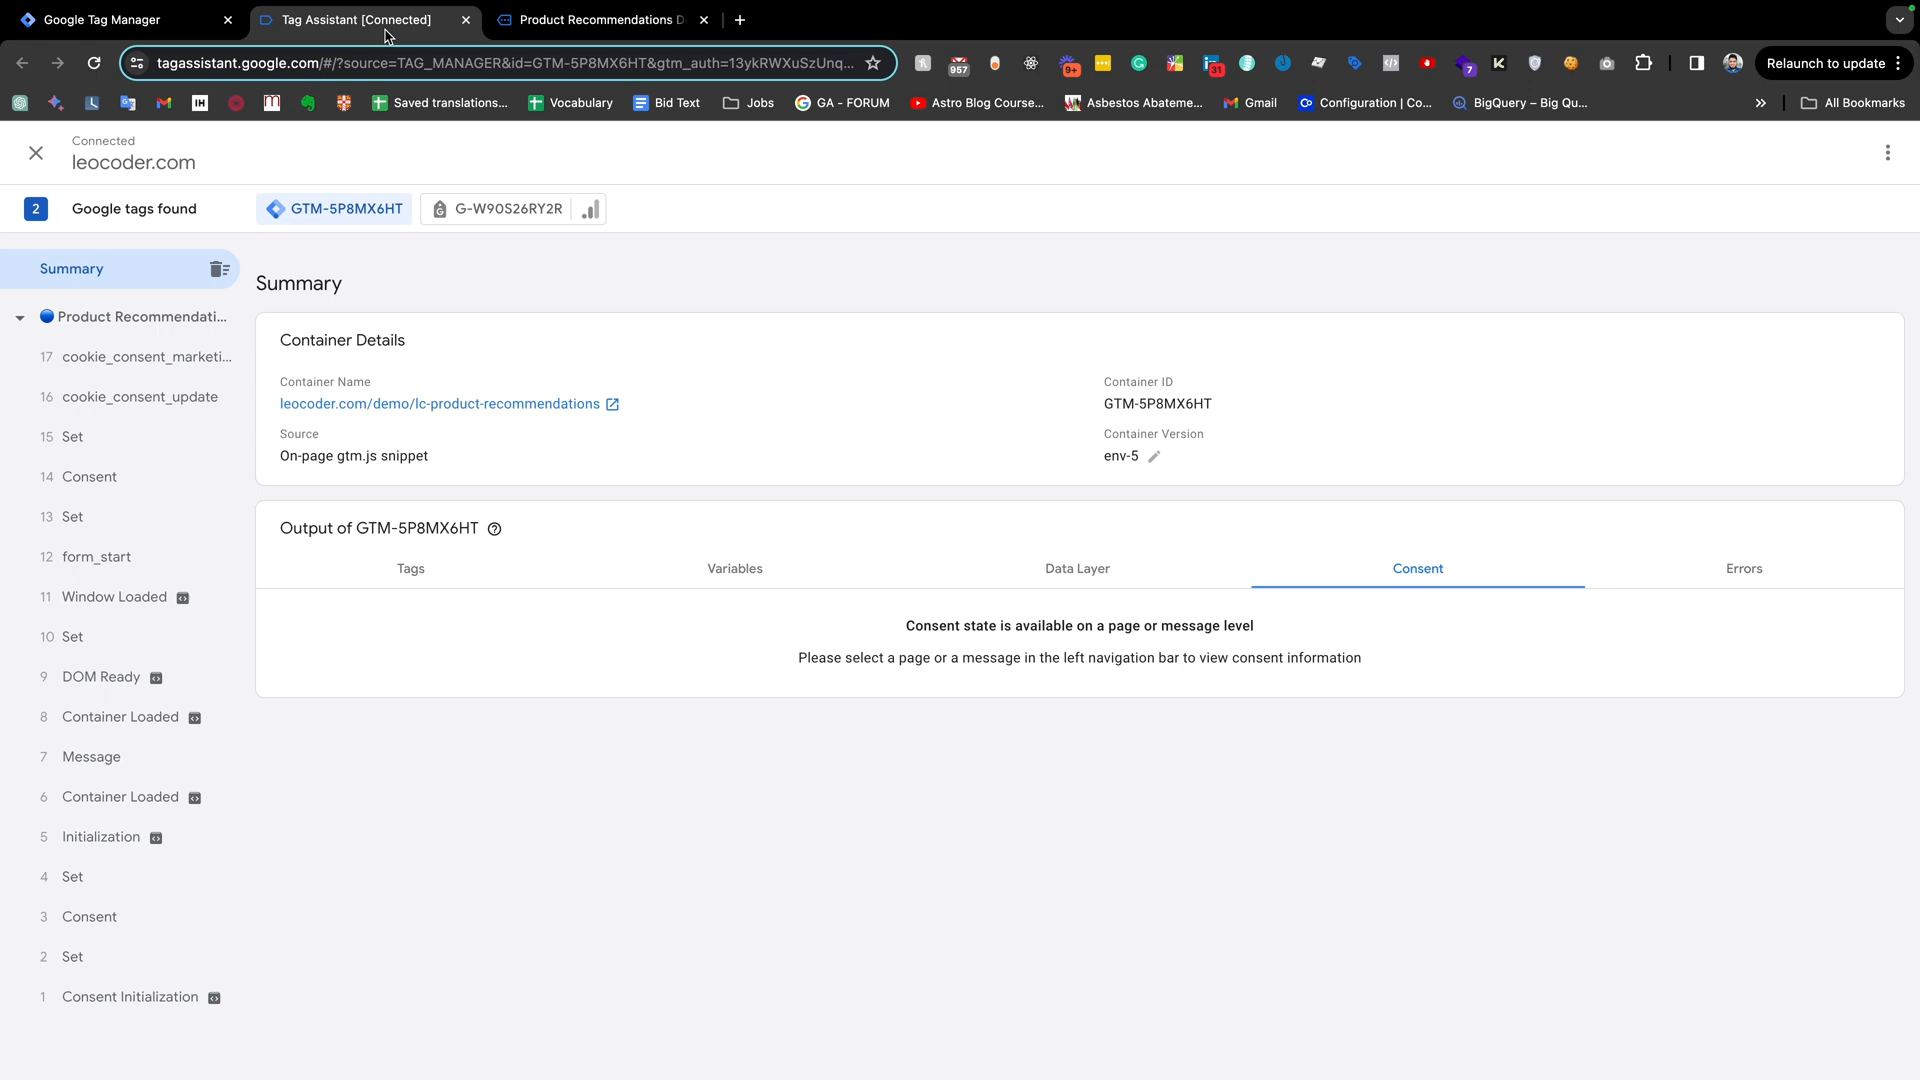 Google Tag Manager
Tag Assistant [Connected]
Product Recommendations D
tagassistant.google.com/#/?source=TAG_MANAGER&id=GTM-5P8MX6HT&gtm_auth=13ykRWXuSzUnq...
957
9+
31
7
Relaunch to update
Saved translations...
Vocabulary
Bid Text
Jobs
GA - FORUM
Astro Blog Course...
Asbestos Abateme...
Gmail
Configuration | Co...
BigQuery – Big Qu...
All Bookmarks
Connected
leocoder.com
2 Google tags found
GTM-5P8MX6HT
G-W90S26RY2R
Summary
Product Recommendati...
17 cookie_consent_marketi...
16 cookie_consent_update
15 Set
14 Consent
13 Set
12 form_start
11 Window Loaded
10 Set
9 DOM Ready
8 Container Loaded
7 Message
6 Container Loaded
5 Initialization
4 Set
3 Consent
2 Set
1 Consent Initialization
Summary
Container Details
Container Name
leocoder.com/demo/lc-product-recommendations
Container ID
GTM-5P8MX6HT
Source
On-page gtm.js snippet
Container Version
env-5
Output of GTM-5P8MX6HT
Tags
Variables
Data Layer
Consent
Errors
Consent state is available on a page or message level
Please select a page or a message in the left navigation bar to view consent information